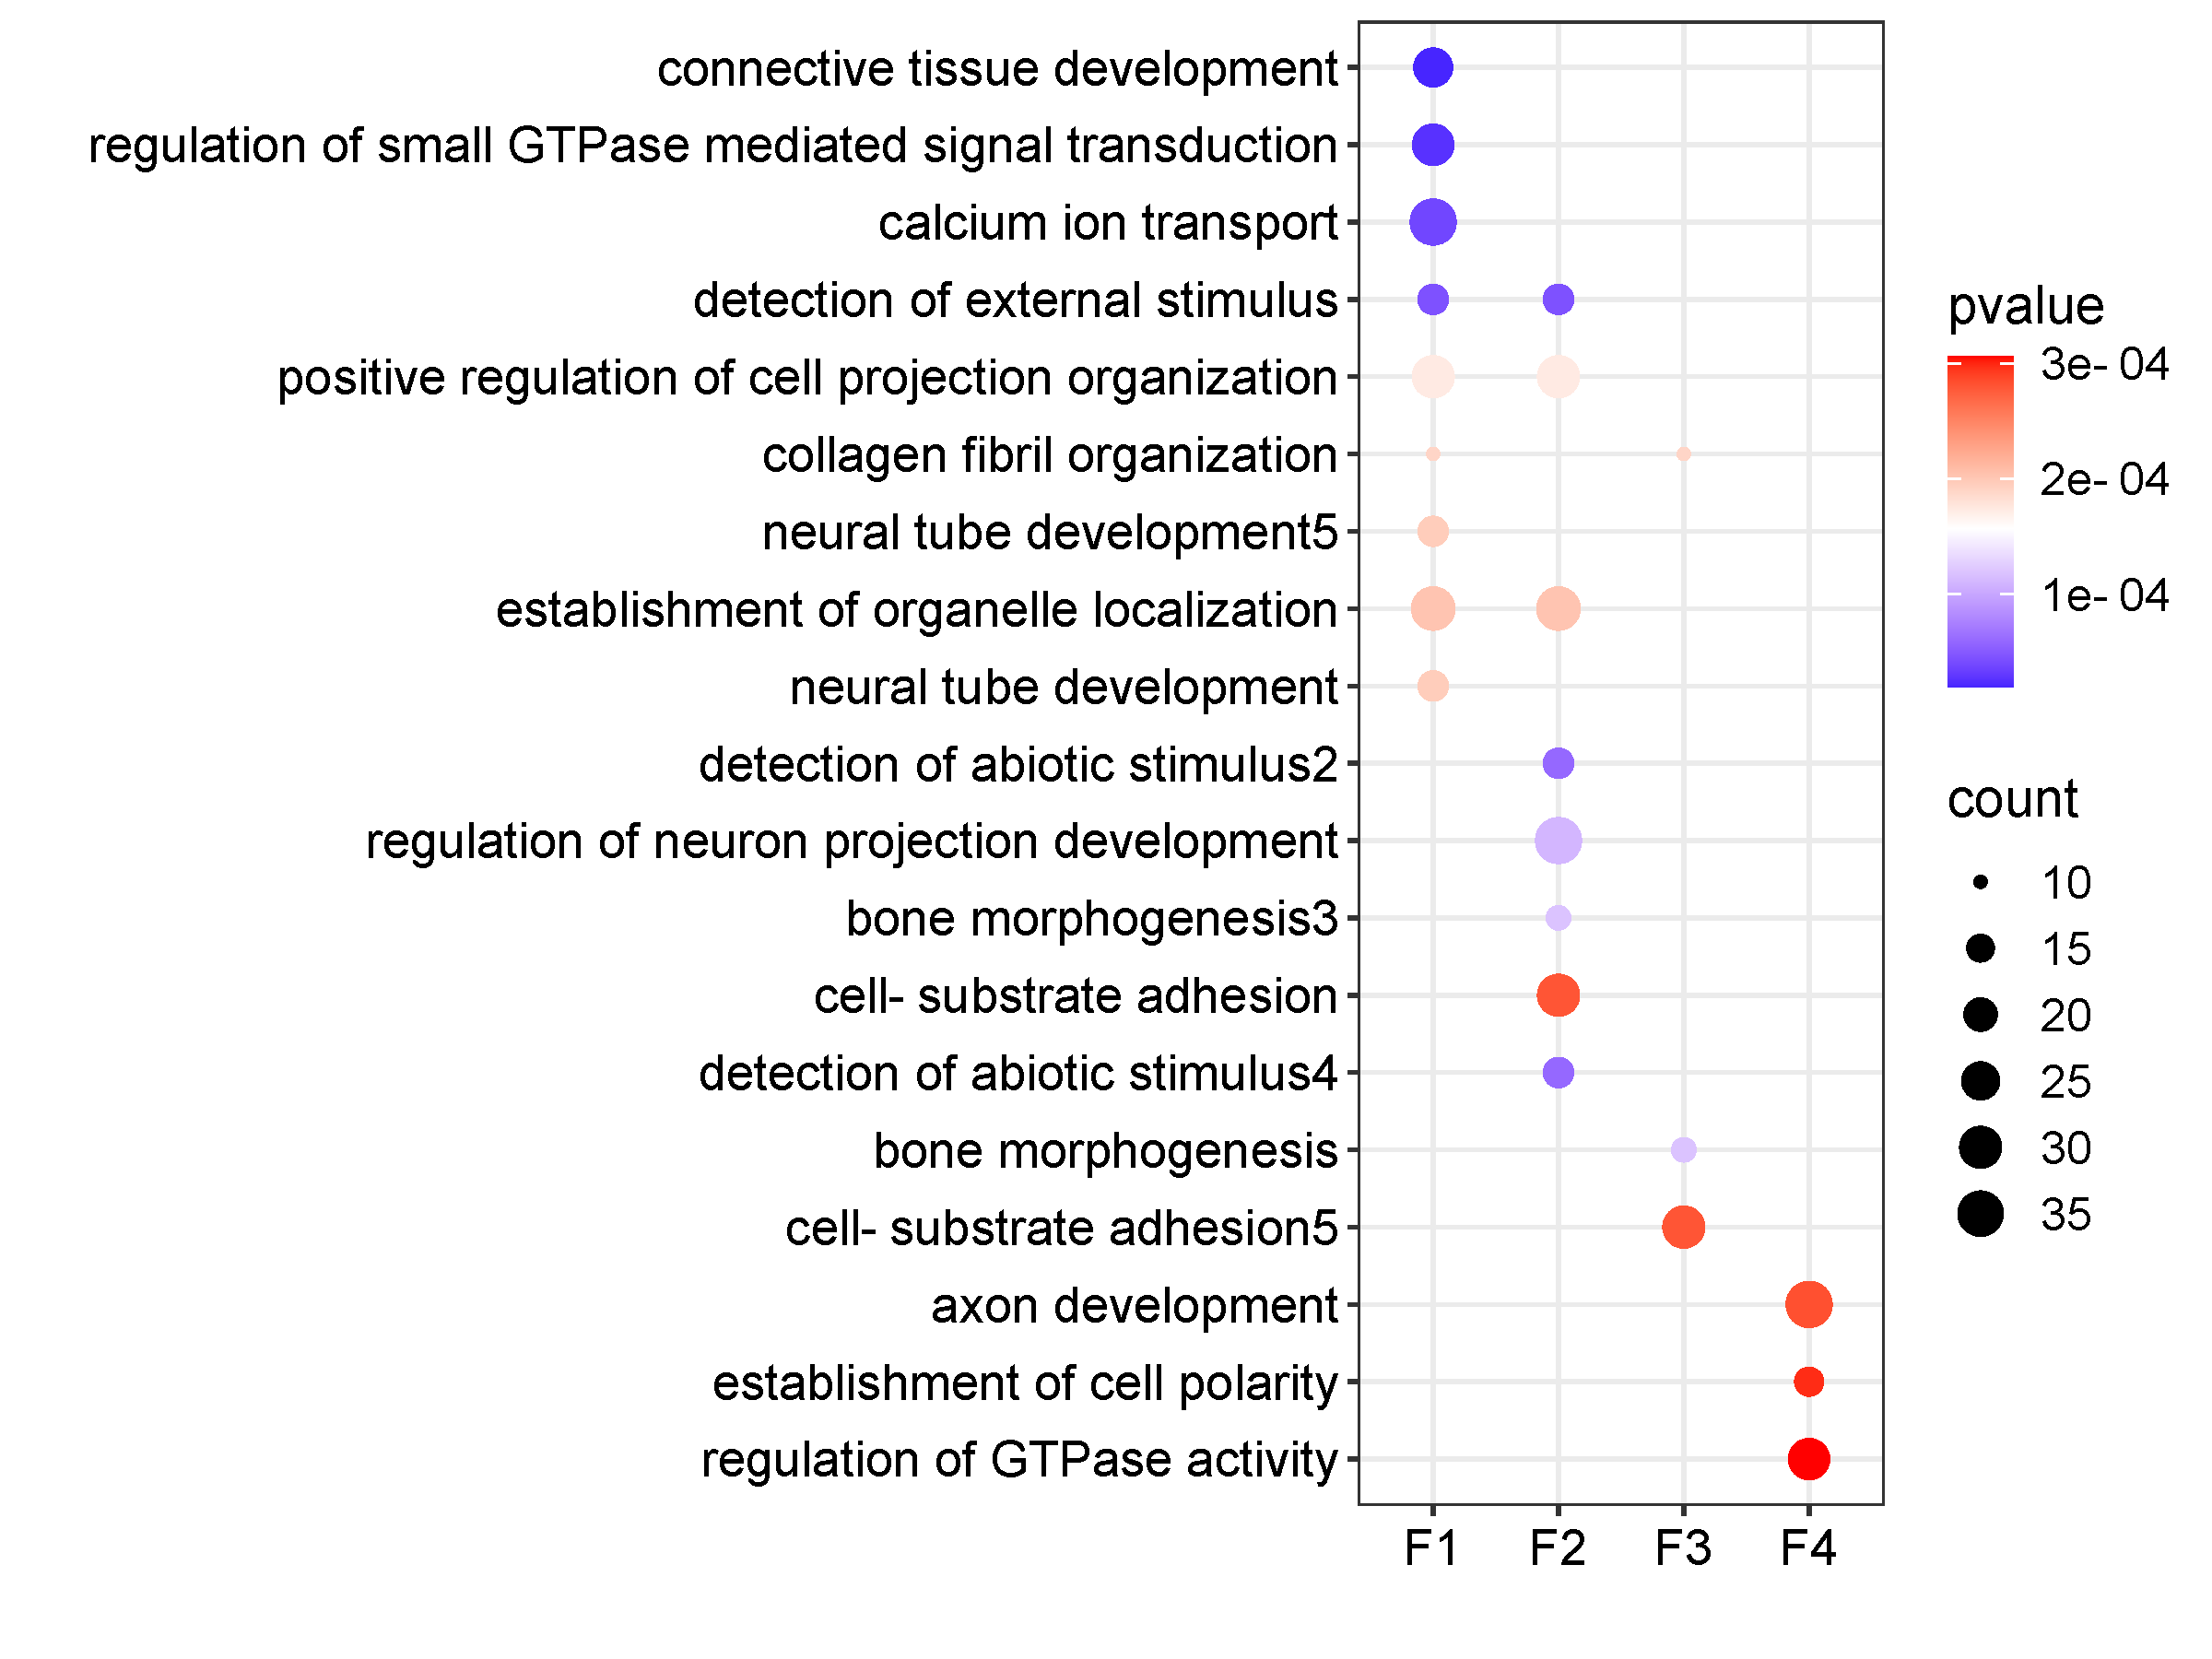 connective tissue development
regulation of small GTPase mediated signal transduction
calcium ion transport
detection of external stimulus
positive regulation of cell projection organization
collagen fibril organization
neural tube development5
establishment of organelle localization
neural tube development
detection of abiotic stimulus2
regulation of neuron projection development
bone morphogenesis3
cell- substrate adhesion
detection of abiotic stimulus4
bone morphogenesis
cell- substrate adhesion5
axon development
establishment of cell polarity
regulation of GTPase activity
F1 F2 F3 F4
pvalue
3e- 04
2e- 04
1e- 04
count
10
15
20
25
30
35